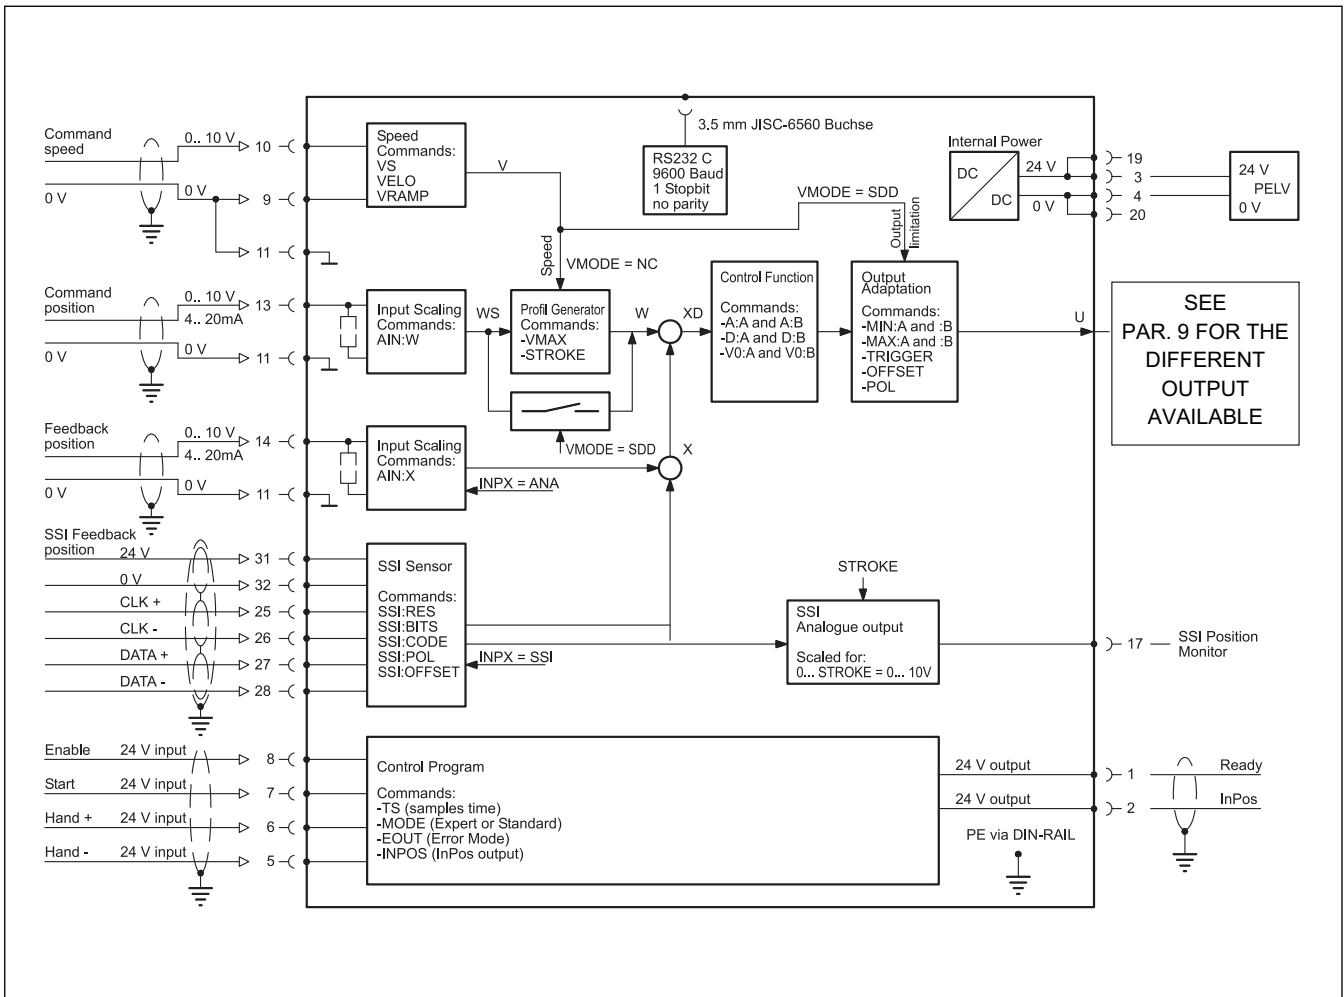 Command
speed
0.. 10 V
10
0 V
0 V
9
11
Speed
Commands:
VS
VELO
VRAMP
V
3.5 mm JISC-6560 Buchse
RS232 C
9600 Baud
1 Stopbit
no parity
Internal Power
DC
DC
24 V
0 V
19
3
4
20
24 V
PELV
0 V
VMODE = SDD
Output
limitation
Speed
VMODE = NC
Command
position
0.. 10 V
4.. 20mA
13
0 V
0 V
11
Input Scaling
Commands:
AIN:W
WS
Profil Generator
Commands:
-VMAX
-STROKE
W
XD
Control Function
Commands:
-A:A and A:B
-D:A and D:B
-V0:A and V0:B
Output
Adaptation
Commands:
-MIN:A and :B
-MAX:A and :B
-TRIGGER
-OFFSET
-POL
U
SEE
PAR. 9 FOR THE
DIFFERENT
OUTPUT
AVAILABLE
VMODE = SDD
Feedback
position
0.. 10 V
4.. 20mA
14
0 V
0 V
11
Input Scaling
Commands:
AIN:X
X
INPX = ANA
SSI Feedback
position
24 V
31
0 V
32
CLK +
25
CLK -
26
DATA +
27
DATA -
28
SSI Sensor
Commands:
SSI:RES
SSI:BITS
SSI:CODE
SSI:POL
SSI:OFFSET
INPX = SSI
STROKE
SSI
Analogue output
Scaled for:
0... STROKE = 0... 10V
17
SSI Position
Monitor
Enable
24 V input
8
Start
24 V input
7
Hand +
24 V input
6
Hand -
24 V input
5
Control Program
Commands:
-TS (samples time)
-MODE (Expert or Standard)
-EOUT (Error Mode)
-INPOS (InPos output)
24 V output
1
Ready
24 V output
2
InPos
PE via DIN-RAIL